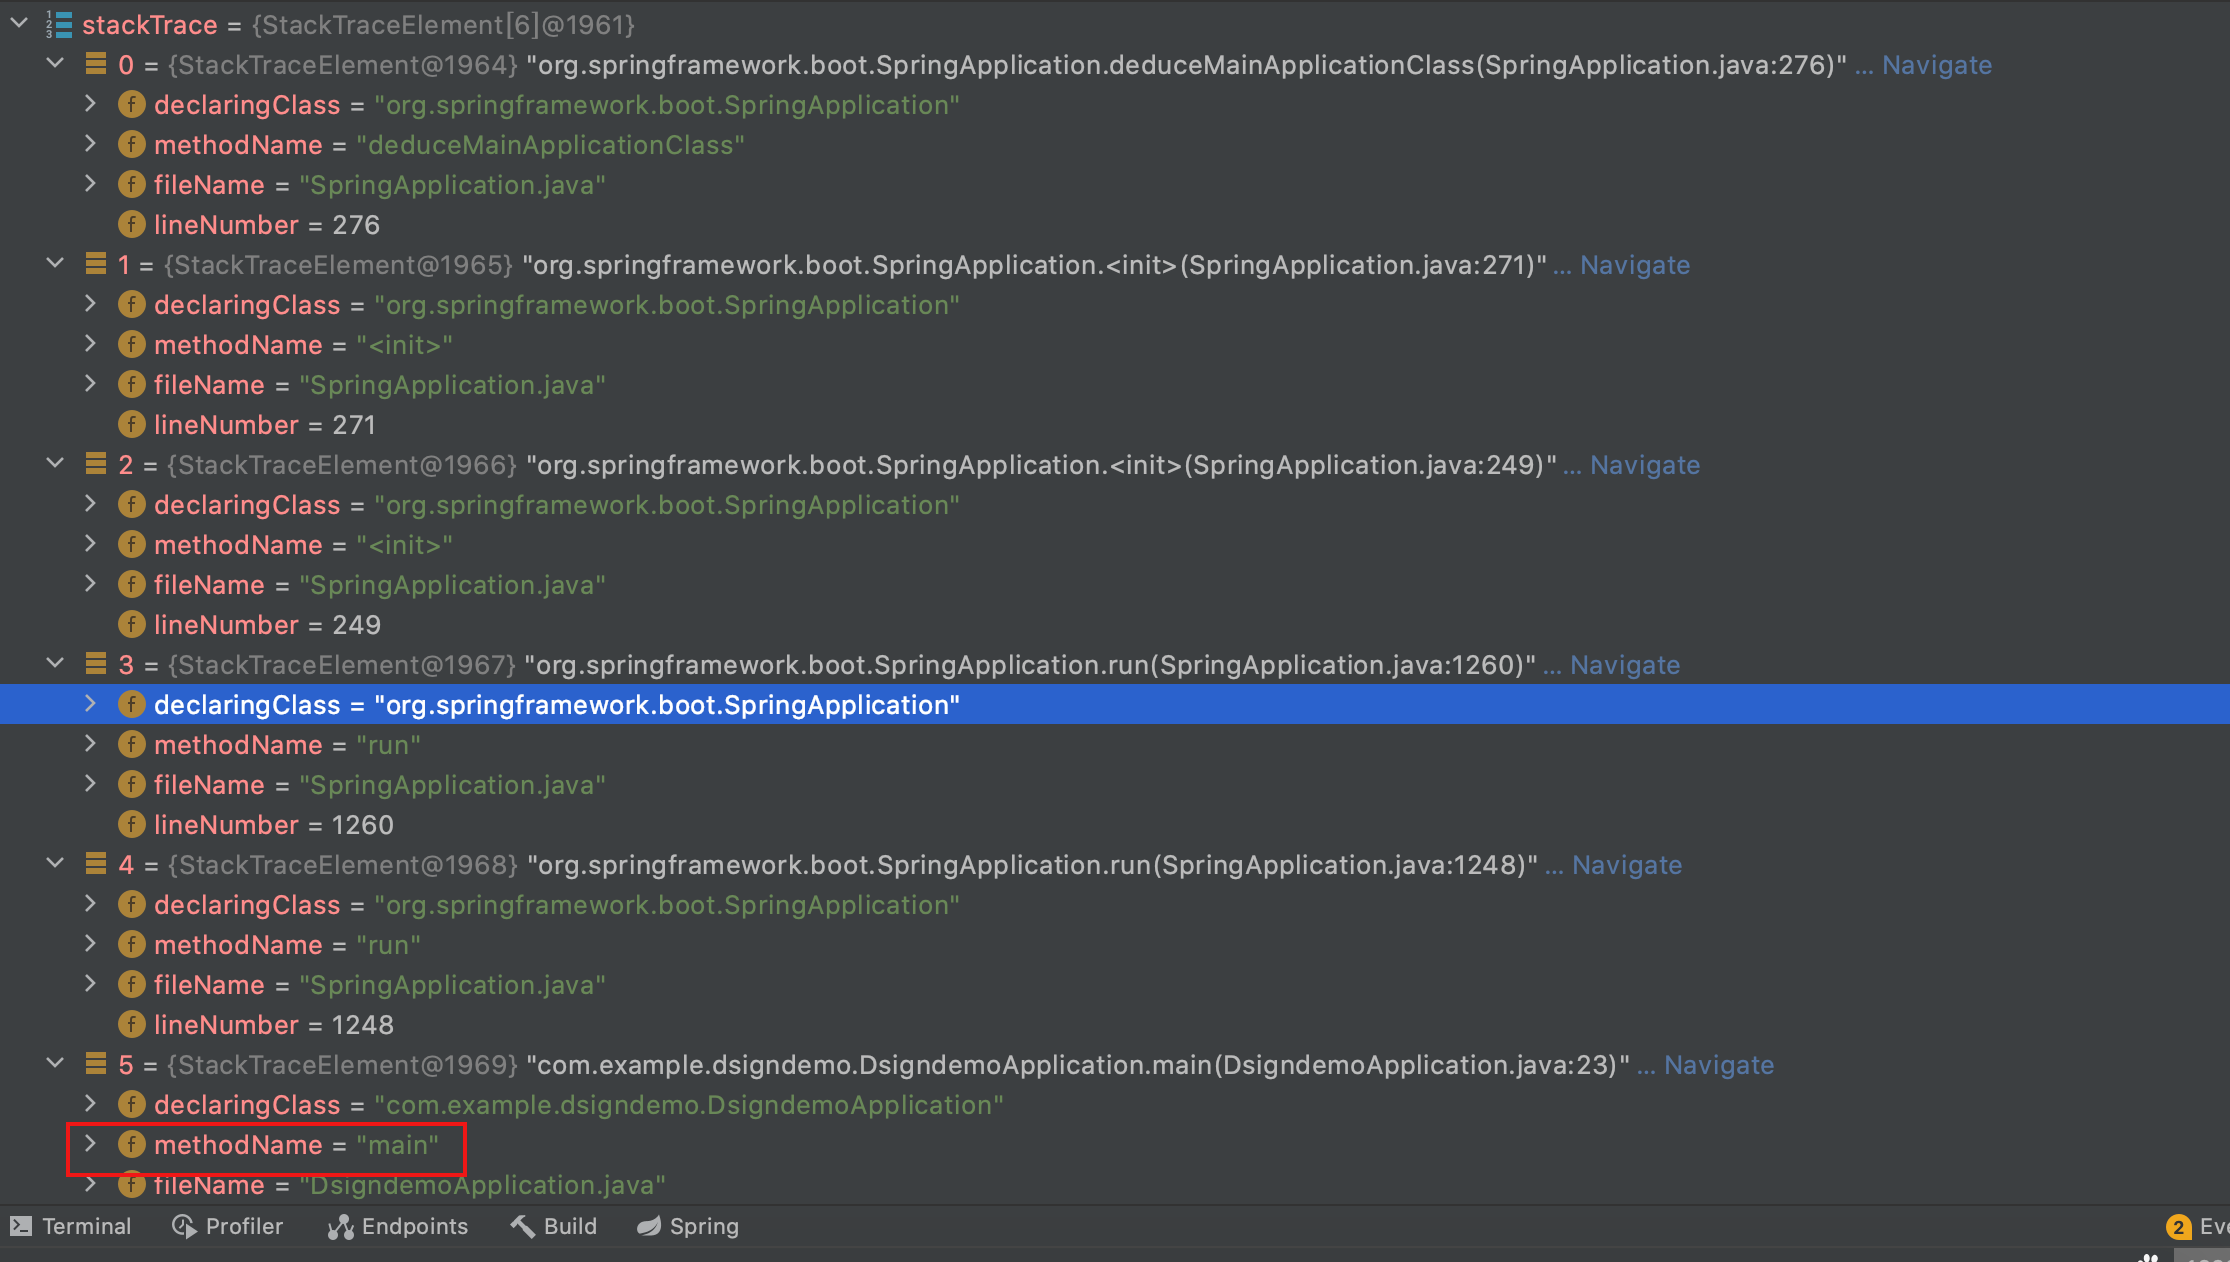 stackTrace = {StackTraceElement[6]@1961}
0 = {StackTraceElement@1964} "org.springframework.boot.SpringApplication.deduceMainApplicationClass(SpringApplication.java:276)" ... Navigate
f declaringClass = "org.springframework.boot.SpringApplication"
f methodName = "deduceMainApplicationClass"
f fileName = "SpringApplication.java"
f lineNumber = 276
1 = {StackTraceElement@1965} "org.springframework.boot.SpringApplication.<init>(SpringApplication.java:271)" ... Navigate
f declaringClass = "org.springframework.boot.SpringApplication"
f methodName = "<init>"
f fileName = "SpringApplication.java"
f lineNumber = 271
2 = {StackTraceElement@1966} "org.springframework.boot.SpringApplication.<init>(SpringApplication.java:249)" ... Navigate
f declaringClass = "org.springframework.boot.SpringApplication"
f methodName = "<init>"
f fileName = "SpringApplication.java"
f lineNumber = 249
3 = {StackTraceElement@1967} "org.springframework.boot.SpringApplication.run(SpringApplication.java:1260)" ... Navigate
f declaringClass = "org.springframework.boot.SpringApplication"
f methodName = "run"
f fileName = "SpringApplication.java"
f lineNumber = 1260
4 = {StackTraceElement@1968} "org.springframework.boot.SpringApplication.run(SpringApplication.java:1248)" ... Navigate
f declaringClass = "org.springframework.boot.SpringApplication"
f methodName = "run"
f fileName = "SpringApplication.java"
f lineNumber = 1248
5 = {StackTraceElement@1969} "com.example.dsigndemo.DsigndemoApplication.main(DsigndemoApplication.java:23)" ... Navigate
f declaringClass = "com.example.dsigndemo.DsigndemoApplication"
f methodName = "main"
f fileName = "DsigndemoApplication.java"
Terminal Profiler Endpoints Build Spring 2